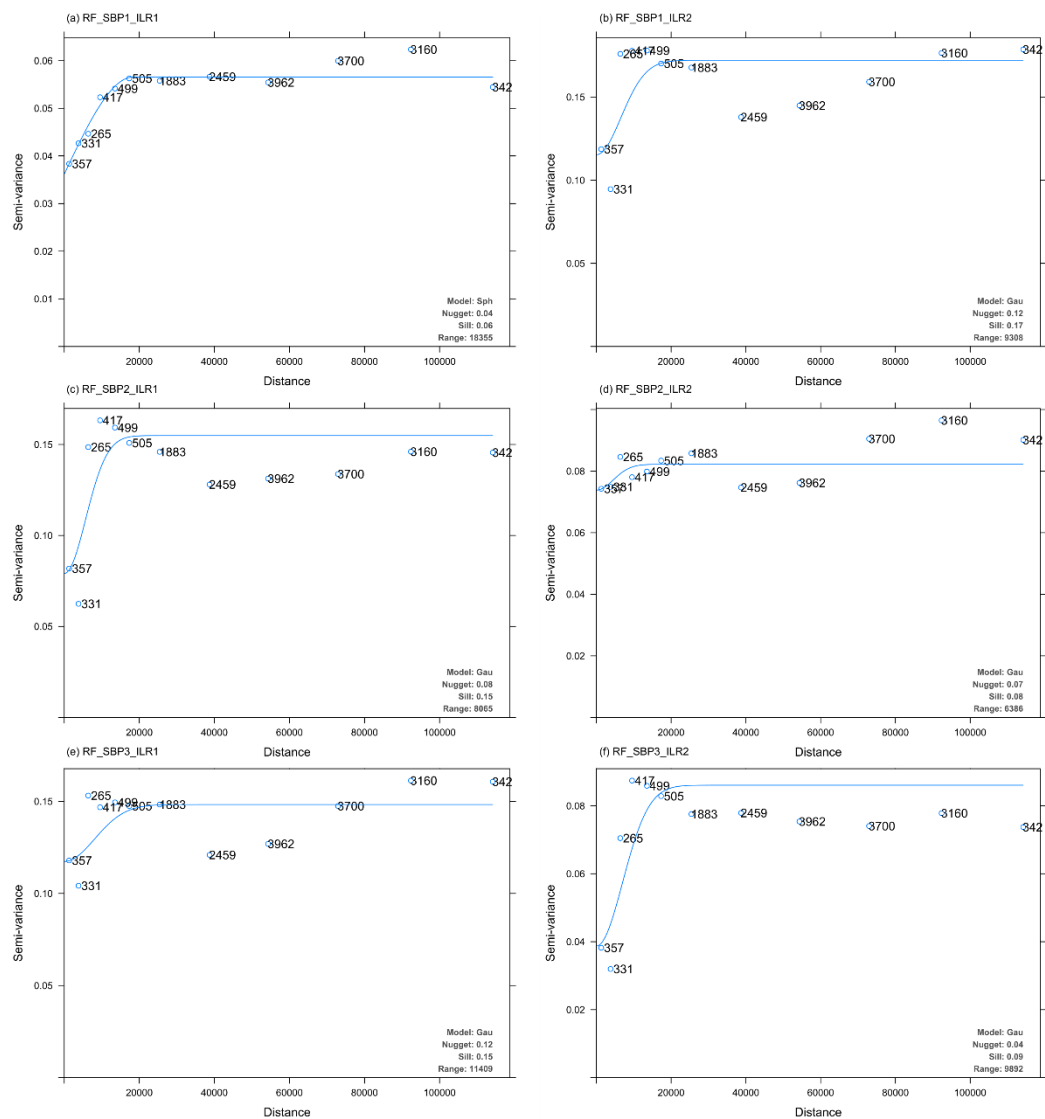 (a) RF_SBP1_ILR1
Semi-variance
0.06
0.05
0.04
0.03
0.02
0.01
357
331
265
417
499
505
1883
2459
3962
3700
3160
342
Model: Sph
Nugget: 0.04
Sill: 0.06
Range: 18355
20000
40000
60000
80000
100000
Distance
(b) RF_SBP1_ILR2
Semi-variance
0.15
0.10
0.05
357
331
265
417
499
505
1883
2459
3962
3700
3160
342
Model: Gau
Nugget: 0.12
Sill: 0.17
Range: 9308
20000
40000
60000
80000
100000
Distance
(c) RF_SBP2_ILR1
Semi-variance
0.15
0.10
0.05
357
331
265
417
499
505
1883
2459
3962
3700
3160
342
Model: Gau
Nugget: 0.08
Sill: 0.15
Range: 8065
20000
40000
60000
80000
100000
Distance
(d) RF_SBP2_ILR2
Semi-variance
0.08
0.06
0.04
0.02
357
331
265
417
499
505
1883
2459
3962
3700
3160
342
Model: Gau
Nugget: 0.07
Sill: 0.08
Range: 6386
20000
40000
60000
80000
100000
Distance
(e) RF_SBP3_ILR1
Semi-variance
0.15
0.10
0.05
357
331
265
417
499
505
1883
2459
3962
3700
3160
342
Model: Gau
Nugget: 0.12
Sill: 0.15
Range: 11409
20000
40000
60000
80000
100000
Distance
(f) RF_SBP3_ILR2
Semi-variance
0.08
0.06
0.04
0.02
357
331
265
417
499
505
1883
2459
3962
3700
3160
342
Model: Gau
Nugget: 0.04
Sill: 0.09
Range: 9892
20000
40000
60000
80000
100000
Distance